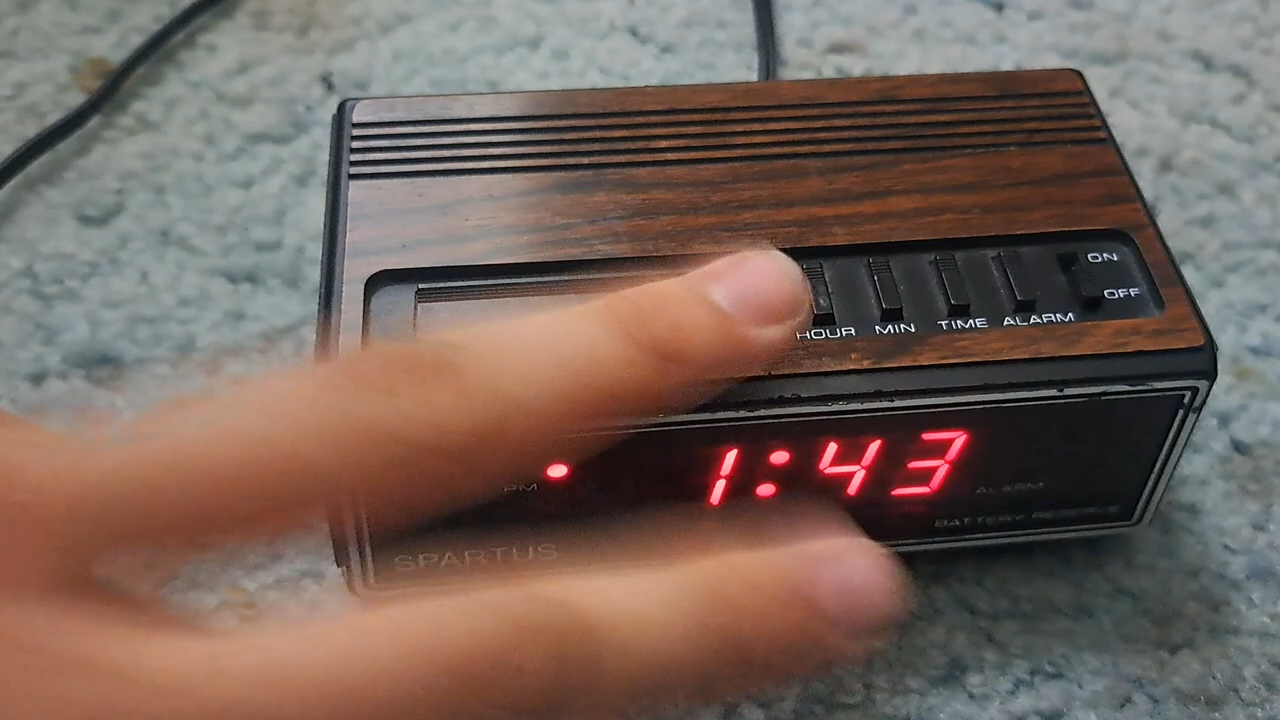 ON
OFF
HOUR MIN TIME ALARM
PM 1:43 ALARM
BATTERY RESERVE
SPARTUS